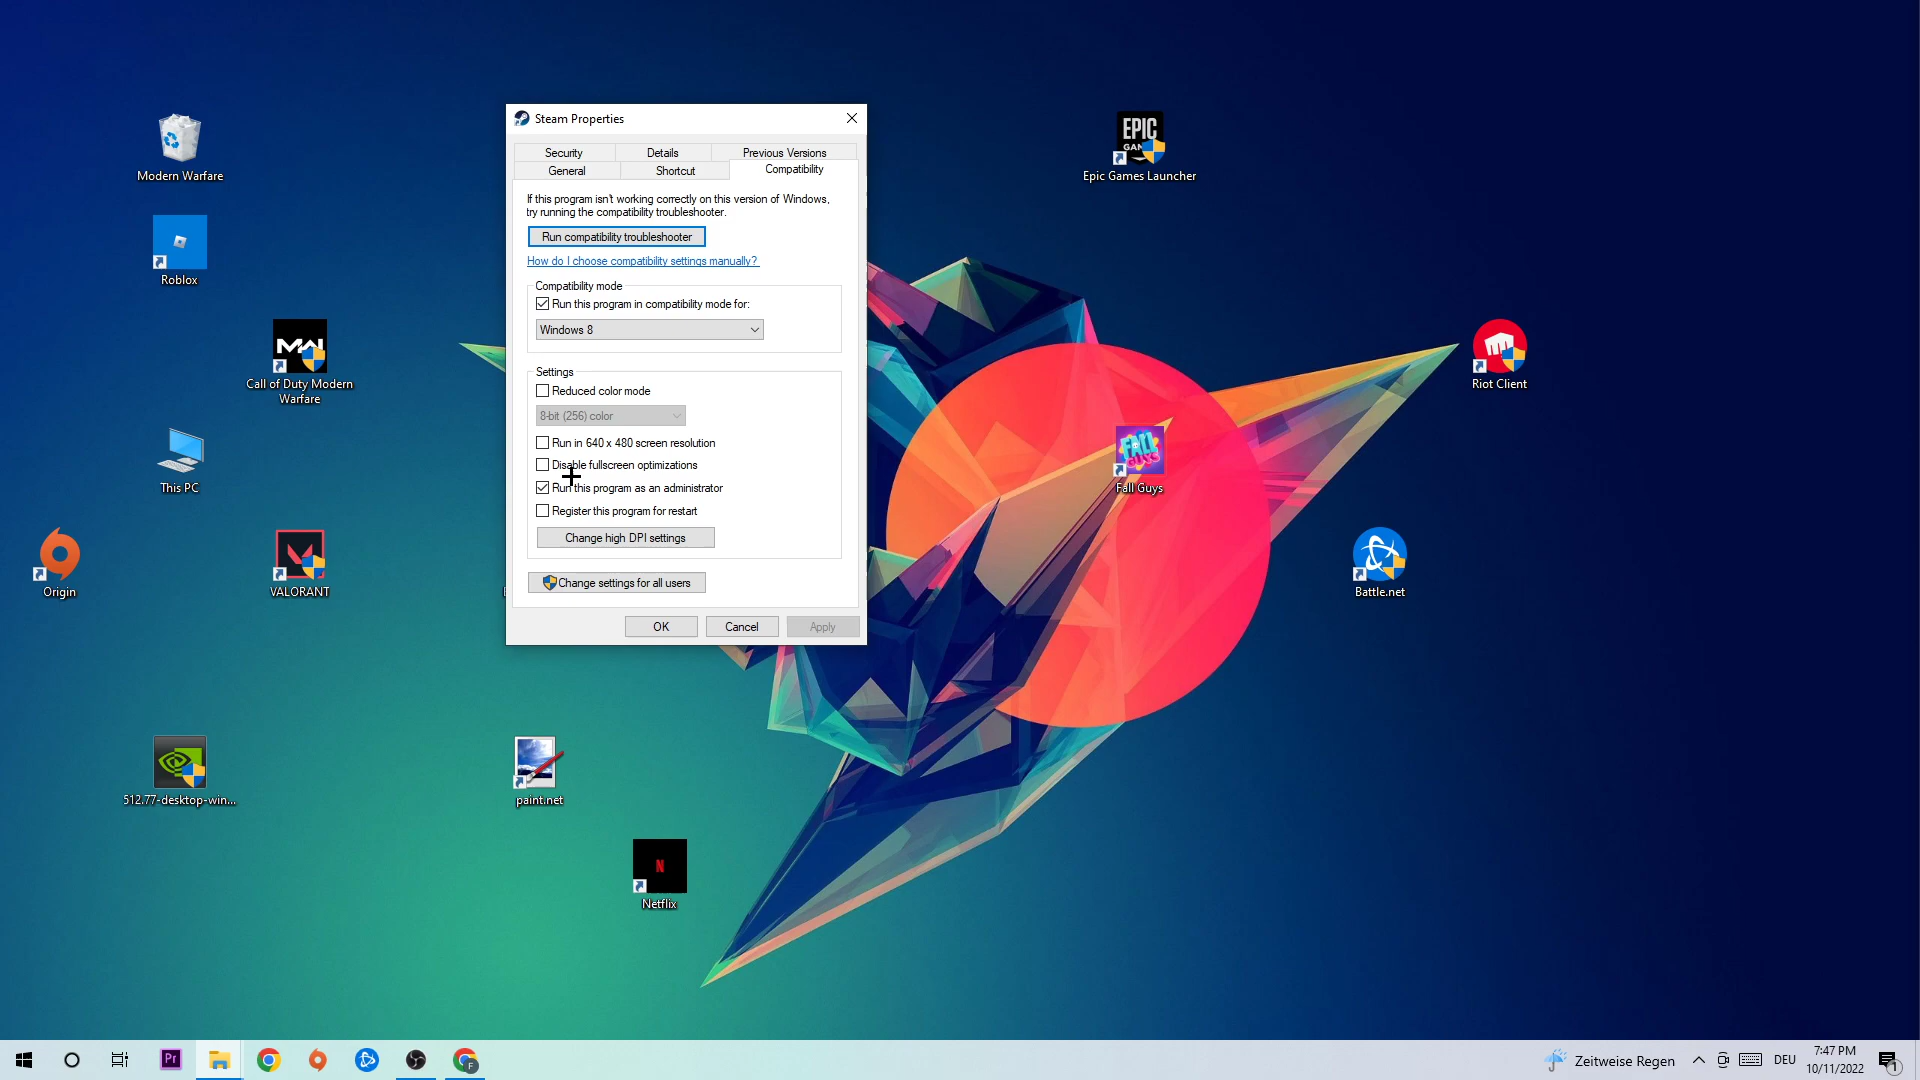 Steam Properties
Security
Details
Previous Versions
General
Shortcut
Compatibility
If this program isn't working correctly on this version of Windows,
try running the compatibility troubleshooter.
Run compatibility troubleshooter
How do I choose compatibility settings manually?
Compatibility mode
Run this program in compatibility mode for:
Windows 8
Settings
Reduced color mode
8-bit (256) color
Run in 640 x 480 screen resolution
Disable fullscreen optimizations
Run this program as an administrator
Register this program for restart
Change high DPI settings
Change settings for all users
OK
Cancel
Apply
Modern Warfare
Roblox
MW
Call of Duty Modern
Warfare
This PC
Origin
VALORANT
512.77-desktop-win...
paint.net
N
Netflix
EPIC
Epic Games Launcher
FALL
Fall Guys
Riot Client
Battle.net
Pr
F
Zeitweise Regen
DEU
7:47 PM
10/11/2022
1